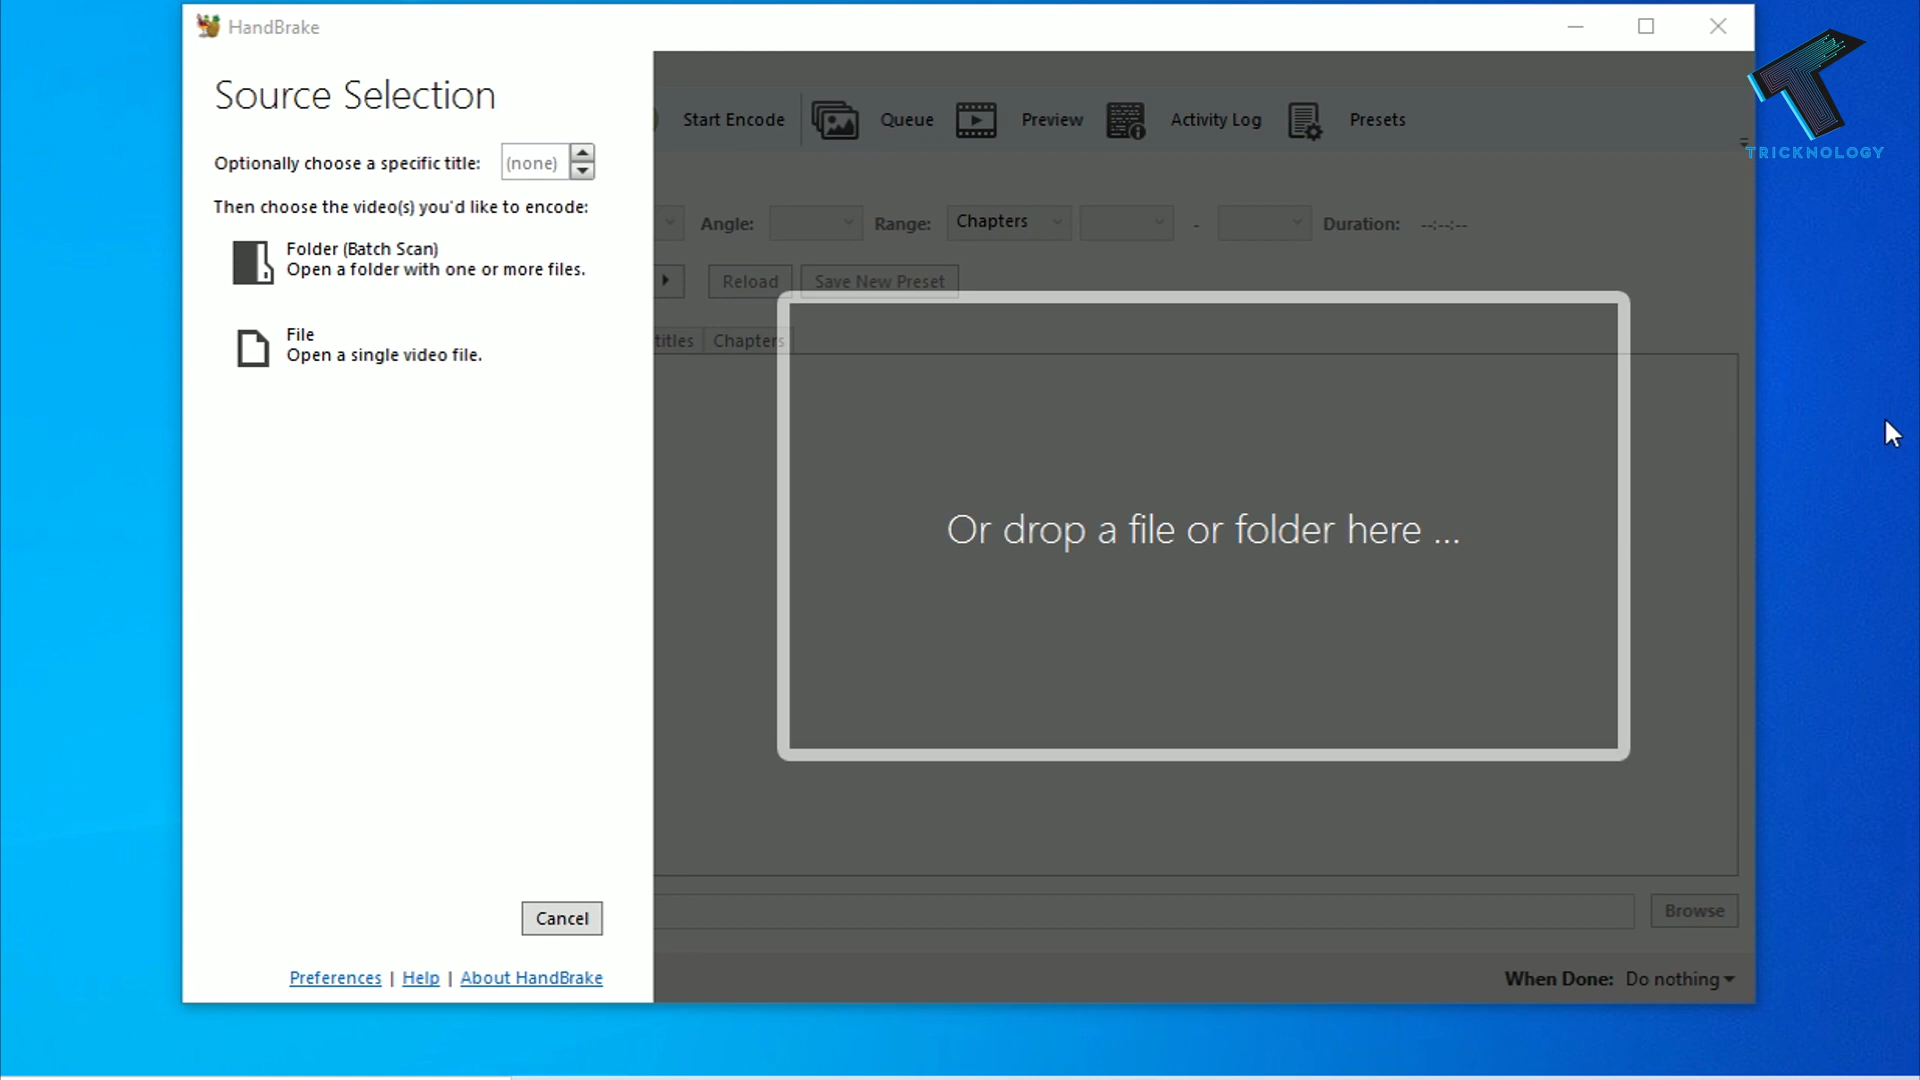 HandBrake
Source Selection
Optionally choose a specific title: (none)
Then choose the video(s) you'd like to encode:
Folder (Batch Scan)
Open a folder with one or more files.
File
Open a single video file.
Cancel
Preferences | Help | About HandBrake
Start Encode Queue Preview Activity Log Presets
Angle: Range: Chapters - Duration: --:--:--
Reload Save New Preset
titles Chapters
Or drop a file or folder here ...
Browse
When Done: Do nothing
TRICKNOLOGY